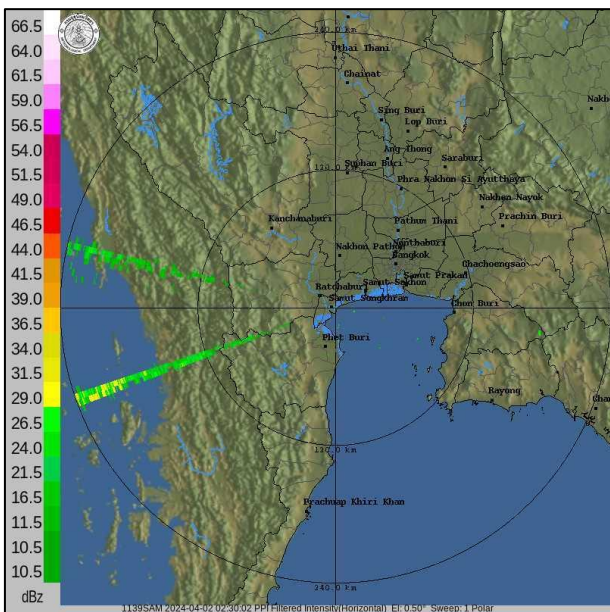 66.5
64.0
61.5
59.0
56.5
54.0
51.5
49.0
46.5
44.0
41.5
39.0
36.5
34.0
31.5
29.0
26.5
24.0
21.5
16.5
11.5
10.5
10.5
dBz
Uthai Thani
Chainat
Sing Buri
Lop Buri
Ang Thong
Saraburi
Suphan Buri
120.0 km
Phra Nakhon Si Ayutthaya
Nakhon Nayok
Prachin Buri
Kanchanaburi
Pathum Thani
Nonthaburi
Nakhon Pathom
Bangkok
Chachoengsao
Samut Prakan
Samut Sakhon
Ratchaburi
Samut Songkhram
Chon Buri
Phet Buri
Rayong
120.0 km
Prachuap Khiri Khan
240.0 km
1139SAM 2024-04-02 02:30:02 PPI Filtered Intensity(Horizontal) El: 0.50° Sweep: 1 Polar